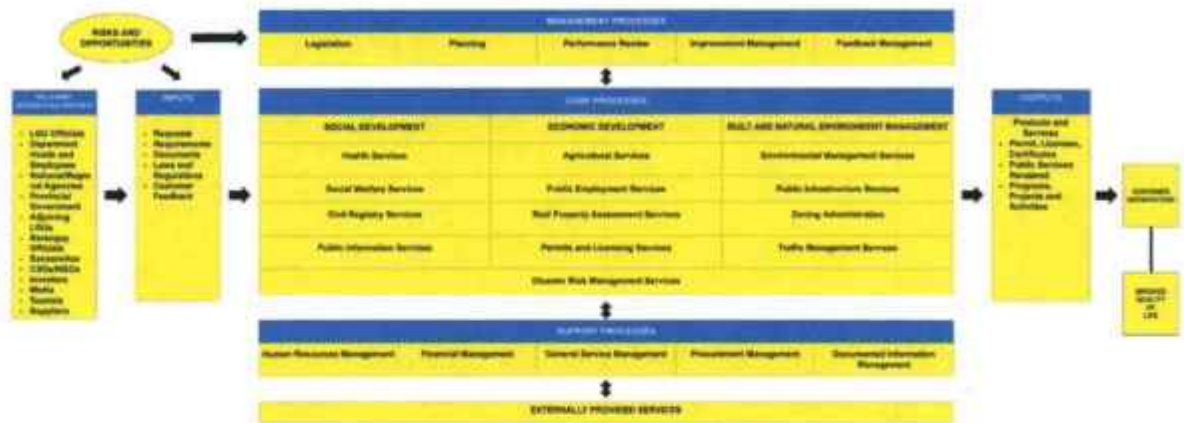 RISKS AND
OPPORTUNITIES
MANAGEMENT PROCESSES
Legislation
Planning
Performance Review
Improvement Management
Feedback Management
INPUTS
LGU Officials
Department
Heads and
Employees
Agencies
Provincial
Government
Adjoining
LGUs
Barangay
Officials
CSOs/NGOs
Investors
Media
Tourists
Suppliers
Requests
Requirements
Documents
Laws and
Regulations
Customer
Feedback
CORE PROCESSES
SOCIAL DEVELOPMENT
ECONOMIC DEVELOPMENT
BUILT AND NATURAL ENVIRONMENT MANAGEMENT
Health Services
Agricultural Services
Environmental Management Services
Social Welfare Services
Public Employment Services
Public Infrastructure Services
Civil Registry Services
Real Property Assessment Services
Zoning Administration
Public Information Services
Permits and Licensing Services
Traffic Management Services
Disaster Risk Management Services
SUPPORT PROCESSES
Human Resources Management
Financial Management
General Service Management
Procurement Management
Documented Information
Management
EXTERNALLY PROVIDED SERVICES
OUTPUTS
Products and
Services
Permit, Licenses,
Certificates
Public Services
Rendered
Programs,
Projects and
Activities
CUSTOMER
SATISFACTION
IMPROVED
QUALITY
OF
LIFE